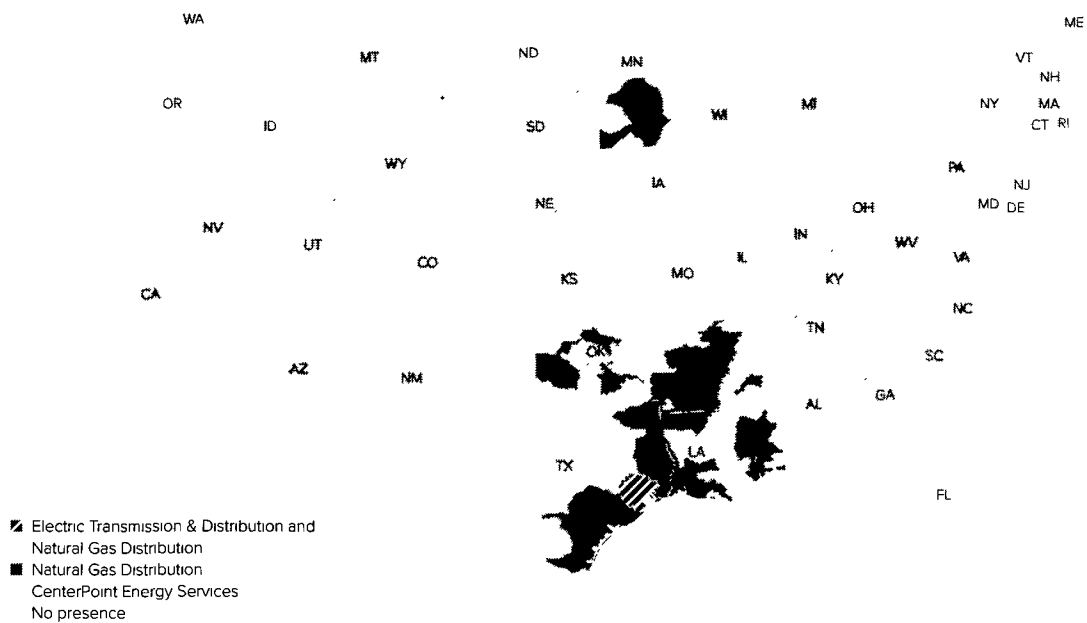 WA
ME
MT
ND
MN
VT
NH
OR
ID
SD
WI
MI
NY
MA
CT
RI
WY
IA
PA
NJ
NE
OH
MD
DE
NV
UT
CO
IN
WV
IL
VA
CA
KS
MO
KY
NC
TN
OK
SC
AZ
NM
AL
GA
TX
LA
FL
Electric Transmission & Distribution and
Natural Gas Distribution
Natural Gas Distribution
CenterPoint Energy Services
No presence